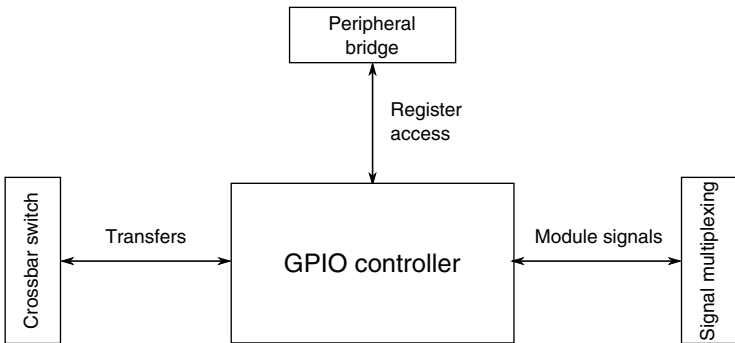 Peripheral
bridge
Register
access
Crossbar switch
Transfers
GPIO controller
Module signals
Signal multiplexing